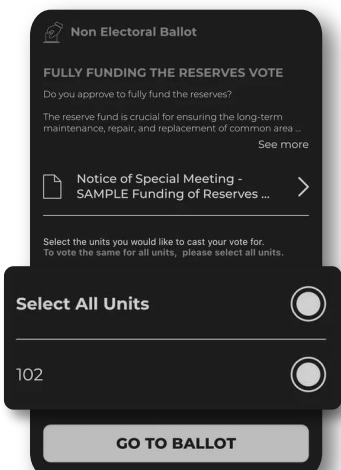 Non Electoral Ballot
FULLY FUNDING THE RESERVES VOTE
Do you approve to fully fund the reserves?
The reserve fund is crucial for ensuring the long-term
maintenance, repair, and replacement of common area ...
See more
Notice of Special Meeting -
SAMPLE Funding of Reserves ...
Select the units you would like to cast your vote for.
To vote the same for all units, please select all units.
Select All Units
102
GO TO BALLOT